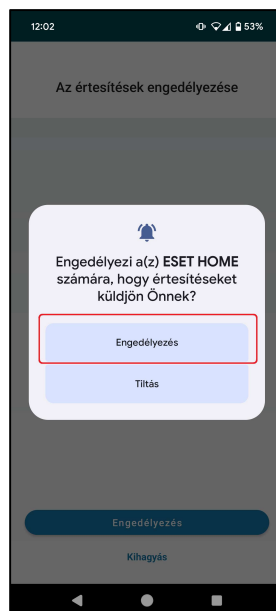 12:02
53%
Az értesítések engedélyezése
Engedélyezi a(z) ESET HOME
számára, hogy értesítéseket
küldjön Önnek?
Engedélyezés
Tiltás
Engedélyezés
Kihagyás